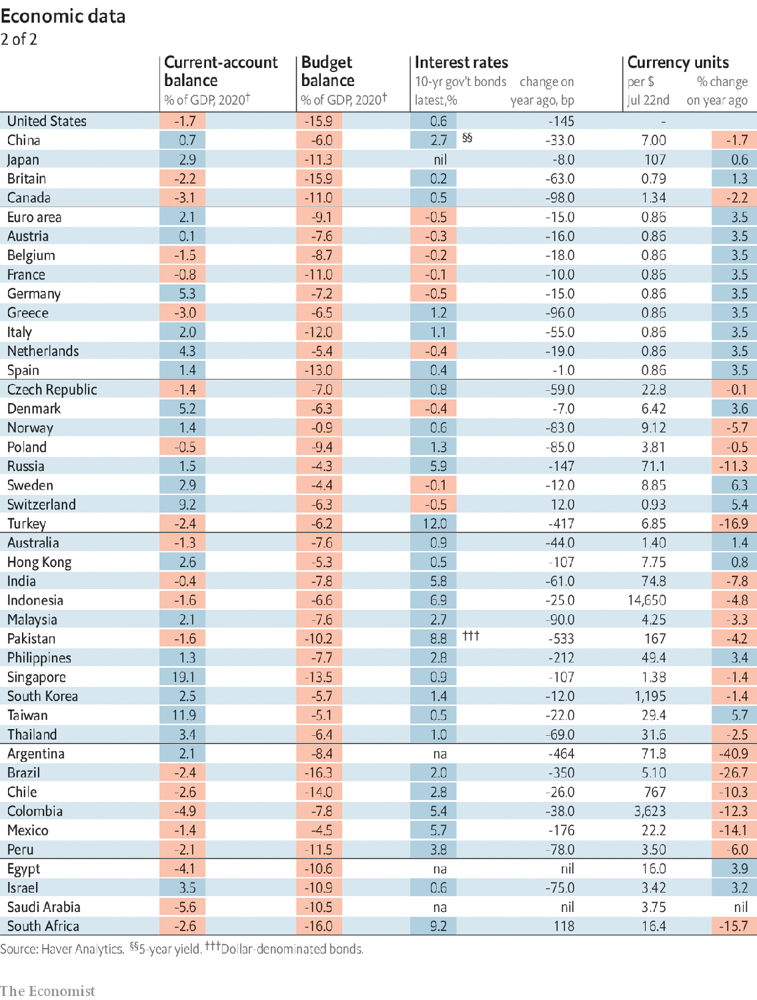 Economic data
2 of 2
Current-account balance Budget balance Interest rates Currency units
% of GDP, 2020† % of GDP, 2020† 10-yr gov't bonds latest,% change on year ago, bp per $ Jul 22nd % change on year ago
United States -1.7 -15.9 0.6 -145 -
China 0.7 -6.0 2.7 §§ -33.0 7.00 -1.7
Japan 2.9 -11.3 nil -8.0 107 0.6
Britain -2.2 -15.9 0.2 -63.0 0.79 1.3
Canada -3.1 -11.0 0.5 -98.0 1.34 -2.2
Euro area 2.1 -9.1 -0.5 -15.0 0.86 3.5
Austria 0.1 -7.6 -0.3 -16.0 0.86 3.5
Belgium -1.5 -8.7 -0.2 -18.0 0.86 3.5
France -0.8 -11.0 -0.1 -10.0 0.86 3.5
Germany 5.3 -7.2 -0.5 -15.0 0.86 3.5
Greece -3.0 -6.5 1.2 -96.0 0.86 3.5
Italy 2.0 -12.0 1.1 -55.0 0.86 3.5
Netherlands 4.3 -5.4 -0.4 -19.0 0.86 3.5
Spain 1.4 -13.0 0.4 -1.0 0.86 3.5
Czech Republic -1.4 -7.0 0.8 -59.0 22.8 -0.1
Denmark 5.2 -6.3 -0.4 -7.0 6.42 3.6
Norway 1.4 -0.9 0.6 -83.0 9.12 -5.7
Poland -0.5 -9.4 1.3 -85.0 3.81 -0.5
Russia 1.5 -4.3 5.9 -147 71.1 -11.3
Sweden 2.9 -4.4 -0.1 -12.0 8.85 6.3
Switzerland 9.2 -6.3 -0.5 12.0 0.93 5.4
Turkey -2.4 -6.2 12.0 -417 6.85 -16.9
Australia -1.3 -7.6 0.9 -44.0 1.40 1.4
Hong Kong 2.6 -5.3 0.5 -107 7.75 0.8
India -0.4 -7.8 5.8 -61.0 74.8 -7.8
Indonesia -1.6 -6.6 6.9 -25.0 14,650 -4.8
Malaysia 2.1 -7.6 2.7 -90.0 4.25 -3.3
Pakistan -1.6 -10.2 8.8 ††† -533 167 -4.2
Philippines 1.3 -7.7 2.8 -212 49.4 3.4
Singapore 19.1 -13.5 0.9 -107 1.38 -1.4
South Korea 2.5 -5.7 1.4 -12.0 1,195 -1.4
Taiwan 11.9 -5.1 0.5 -22.0 29.4 5.7
Thailand 3.4 -6.4 1.0 -69.0 31.6 -2.5
Argentina 2.1 -8.4 na -464 71.8 -40.9
Brazil -2.4 -16.3 2.0 -350 5.10 -26.7
Chile -2.6 -14.0 2.8 -26.0 767 -10.3
Colombia -4.9 -7.8 5.4 -38.0 3,623 -12.3
Mexico -1.4 -4.5 5.7 -176 22.2 -14.1
Peru -2.1 -11.5 3.8 -78.0 3.50 -6.0
Egypt -4.1 -10.6 na nil 16.0 3.9
Israel 3.5 -10.9 0.6 -75.0 3.42 3.2
Saudi Arabia -5.6 -10.5 na nil 3.75 nil
South Africa -2.6 -16.0 9.2 118 16.4 -15.7
Source: Haver Analytics. §§5-year yield. †††Dollar-denominated bonds.
The Economist